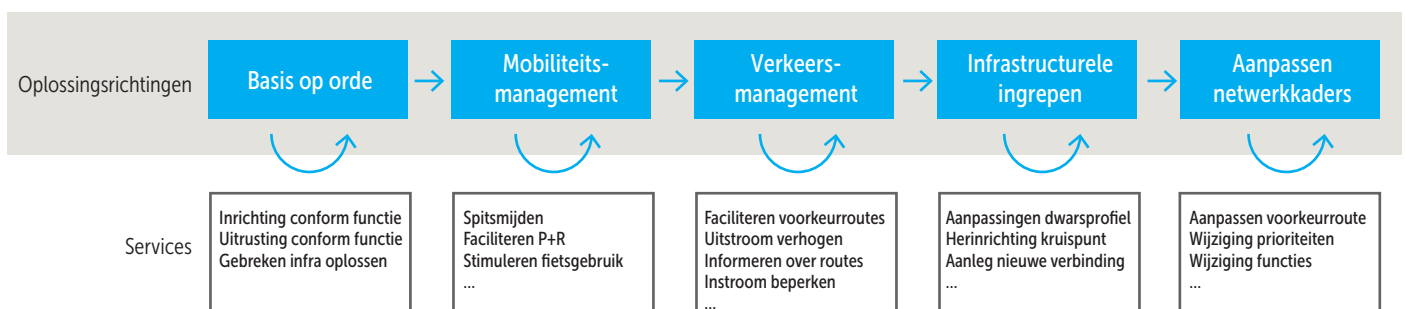 Oplossingsrichtingen
Basis op orde
Mobiliteits-
management
Verkeers-
management
Infrastructurele
ingrepen
Aanpassen
netwerkkaders
Services
Inrichting conform functie
Uitrusting conform functie
Gebreken infra oplossen
Spitsmijden
Faciliteren P+R
Stimuleren fietsgebruik
...
Faciliteren voorkeurroutes
Uitstroom verhogen
Informeren over routes
Instroom beperken
...
Aanpassingen dwarsprofiel
Herinrichting kruispunt
Aanleg nieuwe verbinding
...
Aanpassen voorkeurroute
Wijziging prioriteiten
Wijziging functies
...